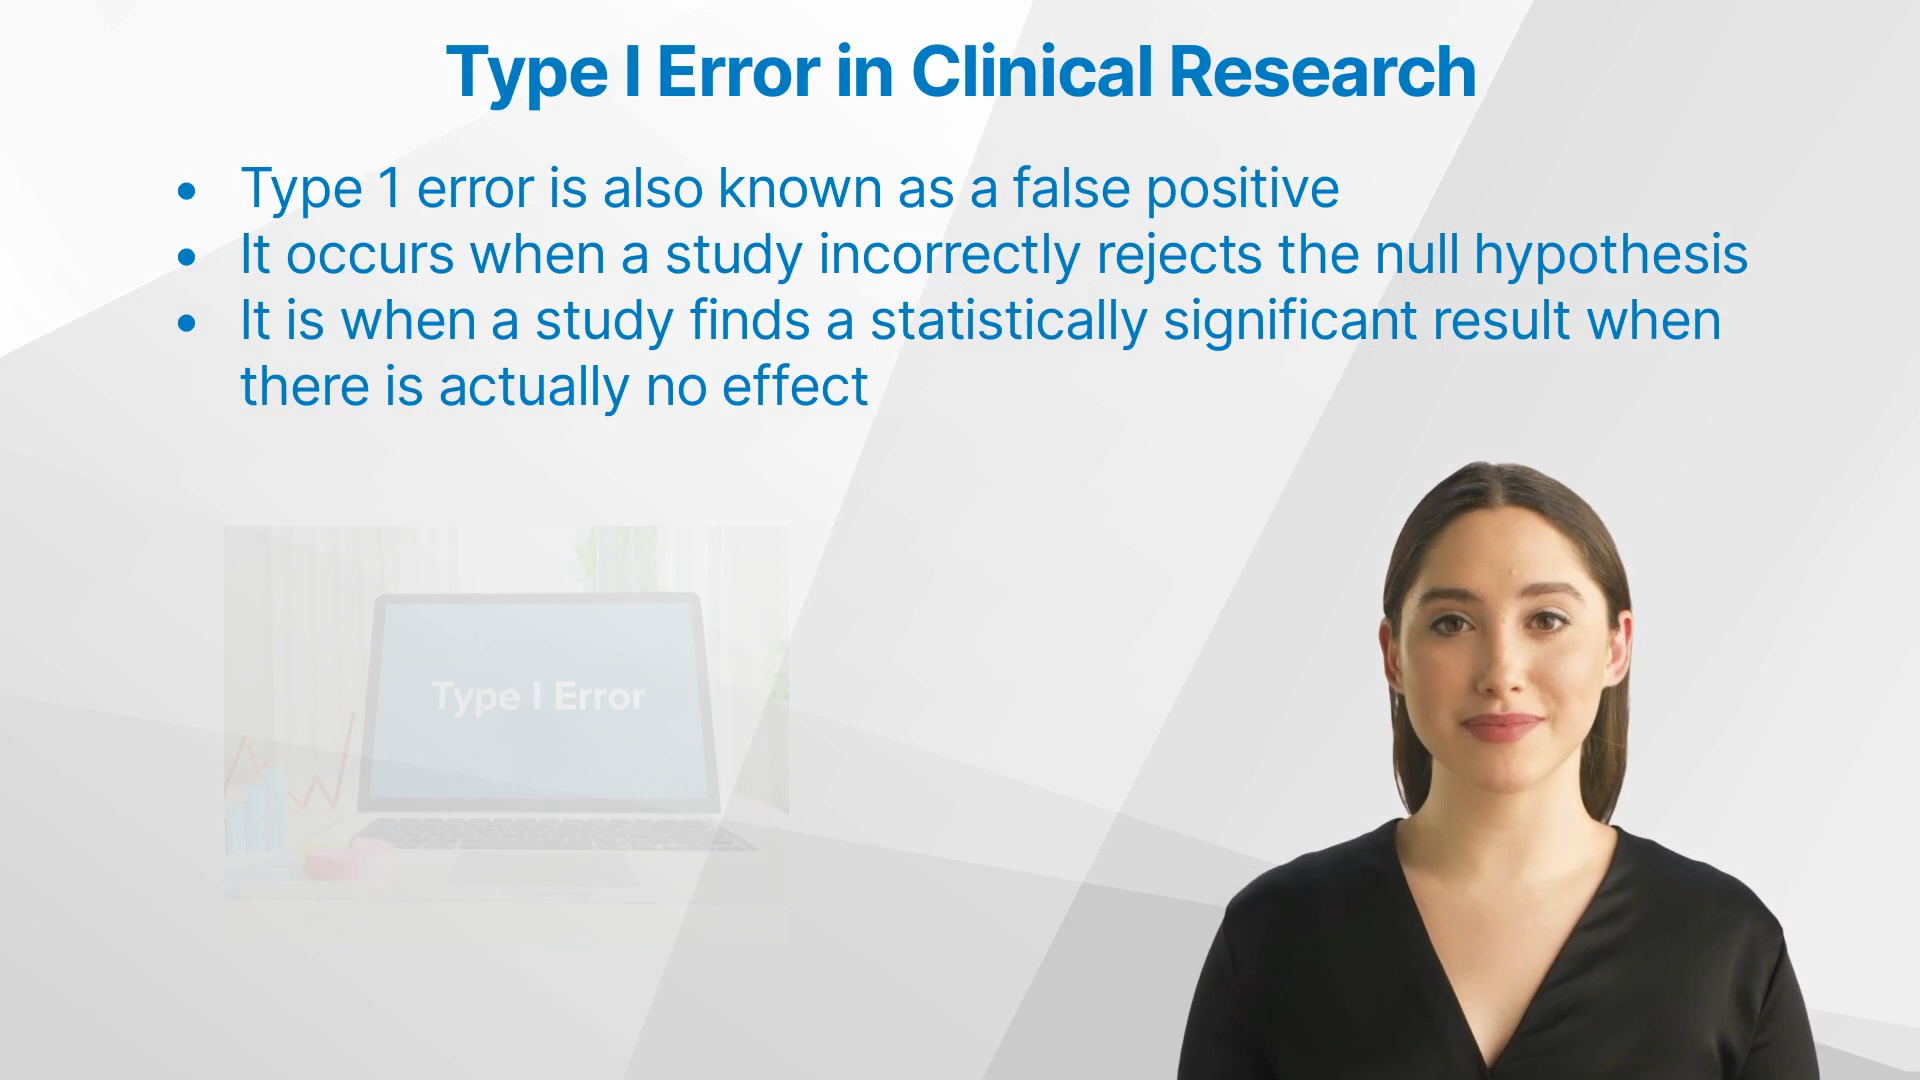 Type I Error in Clinical Research
• Type 1 error is also known as a false positive
• It occurs when a study incorrectly rejects the null hypothesis
• It is when a study finds a statistically significant result when
there is actually no effect
Type I Error